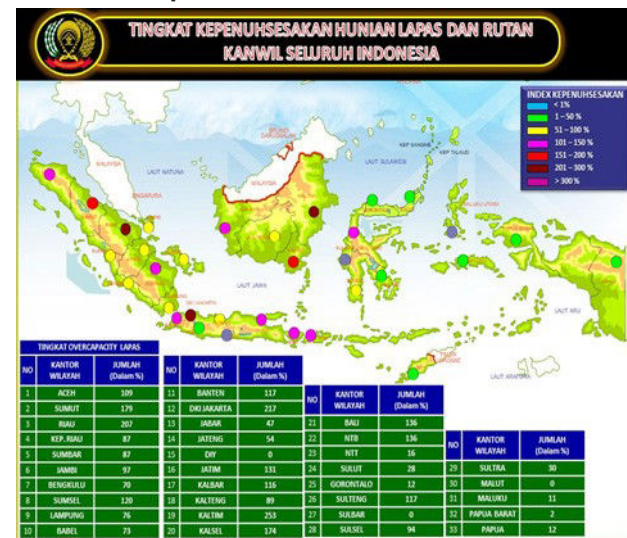 TINGKAT KEPENUHSESAKAN HUNIAN LAPAS DAN RUTAN
KANWIL SELURUH INDONESIA
INDEX KEPENUHSESAKAN
< 1%
1 – 50 %
51 – 100 %
101 – 150 %
151 – 200 %
201 – 300 %
> 300 %
KEP TALAUD
LAUT NATUNA
LAUT SULAWESI
MALAYSIA
MALAYSIA
MALUKU UTARA
LAUT JAWA
LAUT ARU
TINGKAT OVERCAPACITY LAPAS
NO KANTOR WILAYAH JUMLAH (Dalam %)
1 ACEH 109
2 SUMUT 179
3 RIAU 207
4 KEP.RIAU 87
5 SUMBAR 87
6 JAMBI 97
7 BENGKULU 70
8 SUMSEL 120
9 LAMPUNG 76
10 BABEL 73
NO KANTOR WILAYAH JUMLAH (Dalam %)
11 BANTEN 117
12 DKI JAKARTA 217
13 JABAR 47
14 JATENG 54
15 DIY 0
16 JATIM 131
17 KALBAR 116
18 KALTENG 89
19 KALTIM 253
20 KALSEL 174
NO KANTOR WILAYAH JUMLAH (Dalam %)
21 BALI 136
22 NTB 136
23 NTT 16
24 SULUT 28
25 GORONTALO 12
26 SULTENG 117
27 SULBAR 0
28 SULSEL 94
NO KANTOR WILAYAH JUMLAH (Dalam %)
29 SULTRA 30
30 MALUT 0
31 MALUKU 11
32 PAPUA BARAT 2
33 PAPUA 12